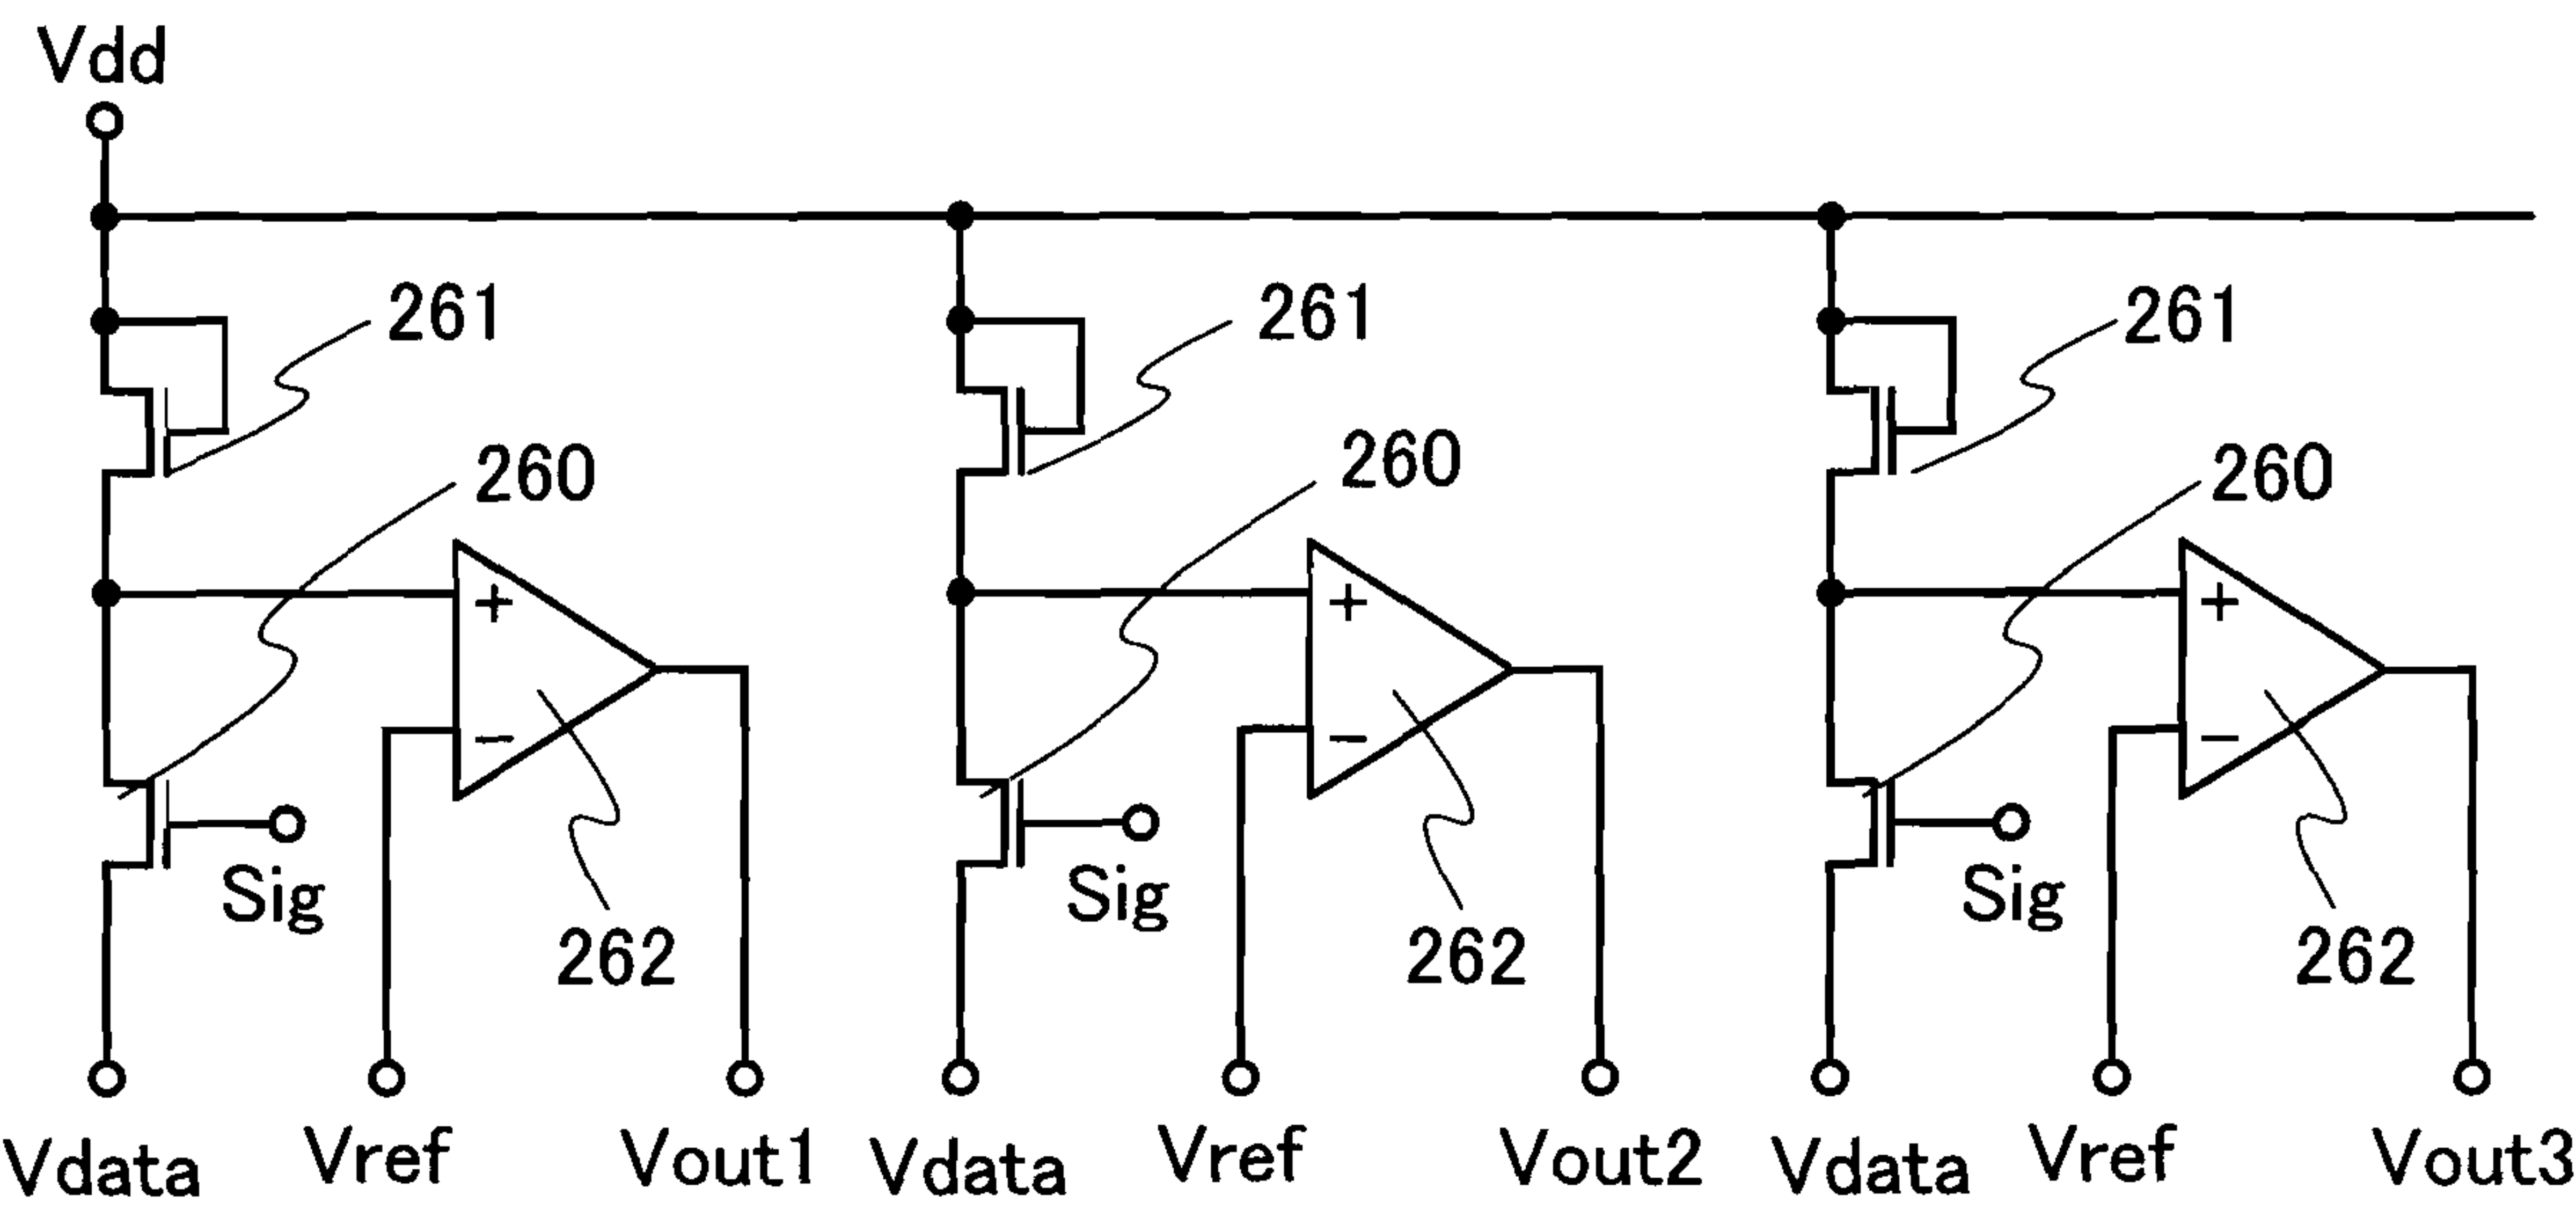 Vdd
261
261
261
260
260
260
+
+
+
−
−
−
Sig
Sig
Sig
262
262
262
Vdata
Vref
Vout1
Vdata
Vref
Vout2
Vdata
Vref
Vout3